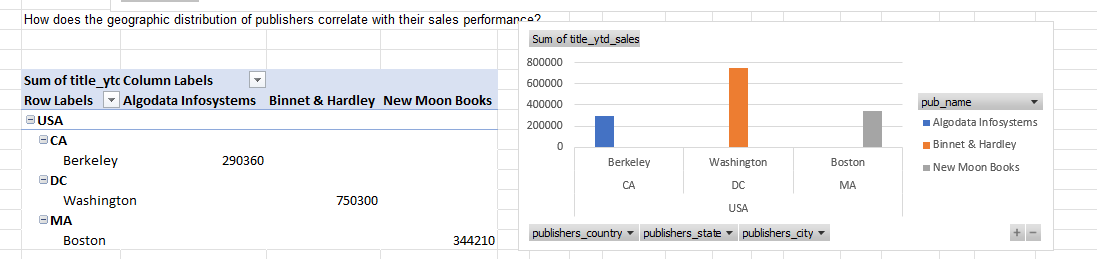 How does the geographic distribution of publishers correlate with their sales performance?
Sum of title_ytc Column Labels
Row Labels Algodata Infosystems Binnet & Hardley New Moon Books
USA
CA
Berkeley 290360
DC
Washington 750300
MA
Boston 344210
Sum of title_ytd_sales
800000
600000
400000
200000
0
Berkeley Washington Boston
CA DC MA
USA
pub_name
Algodata Infosystems
Binnet & Hardley
New Moon Books
publishers_country publishers_state publishers_city
+ −